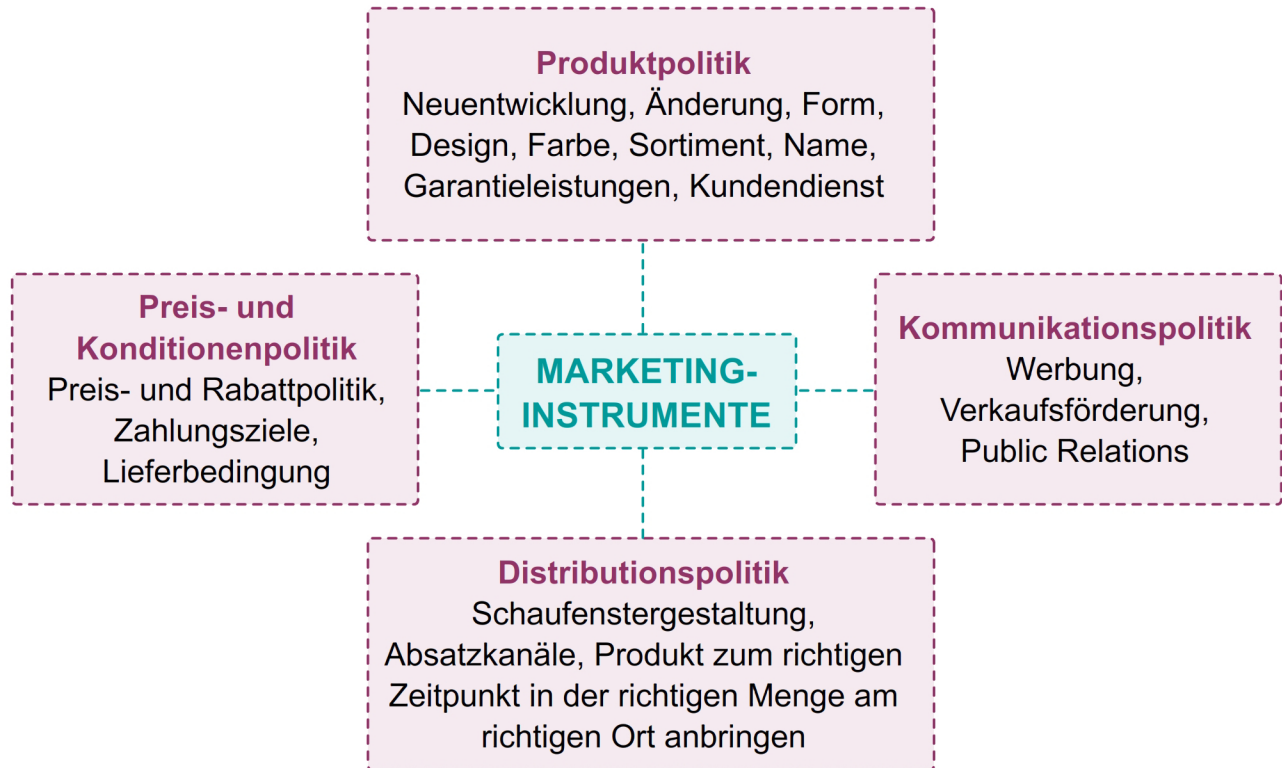 Produktpolitik
Neuentwicklung, Änderung, Form,
Design, Farbe, Sortiment, Name,
Garantieleistungen, Kundendienst
Preis- und
Konditionenpolitik
Preis- und Rabattpolitik,
Zahlungsziele,
Lieferbedingung
MARKETING-
INSTRUMENTE
Kommunikationspolitik
Werbung,
Verkaufsförderung,
Public Relations
Distributionspolitik
Schaufenstergestaltung,
Absatzkanäle, Produkt zum richtigen
Zeitpunkt in der richtigen Menge am
richtigen Ort anbringen